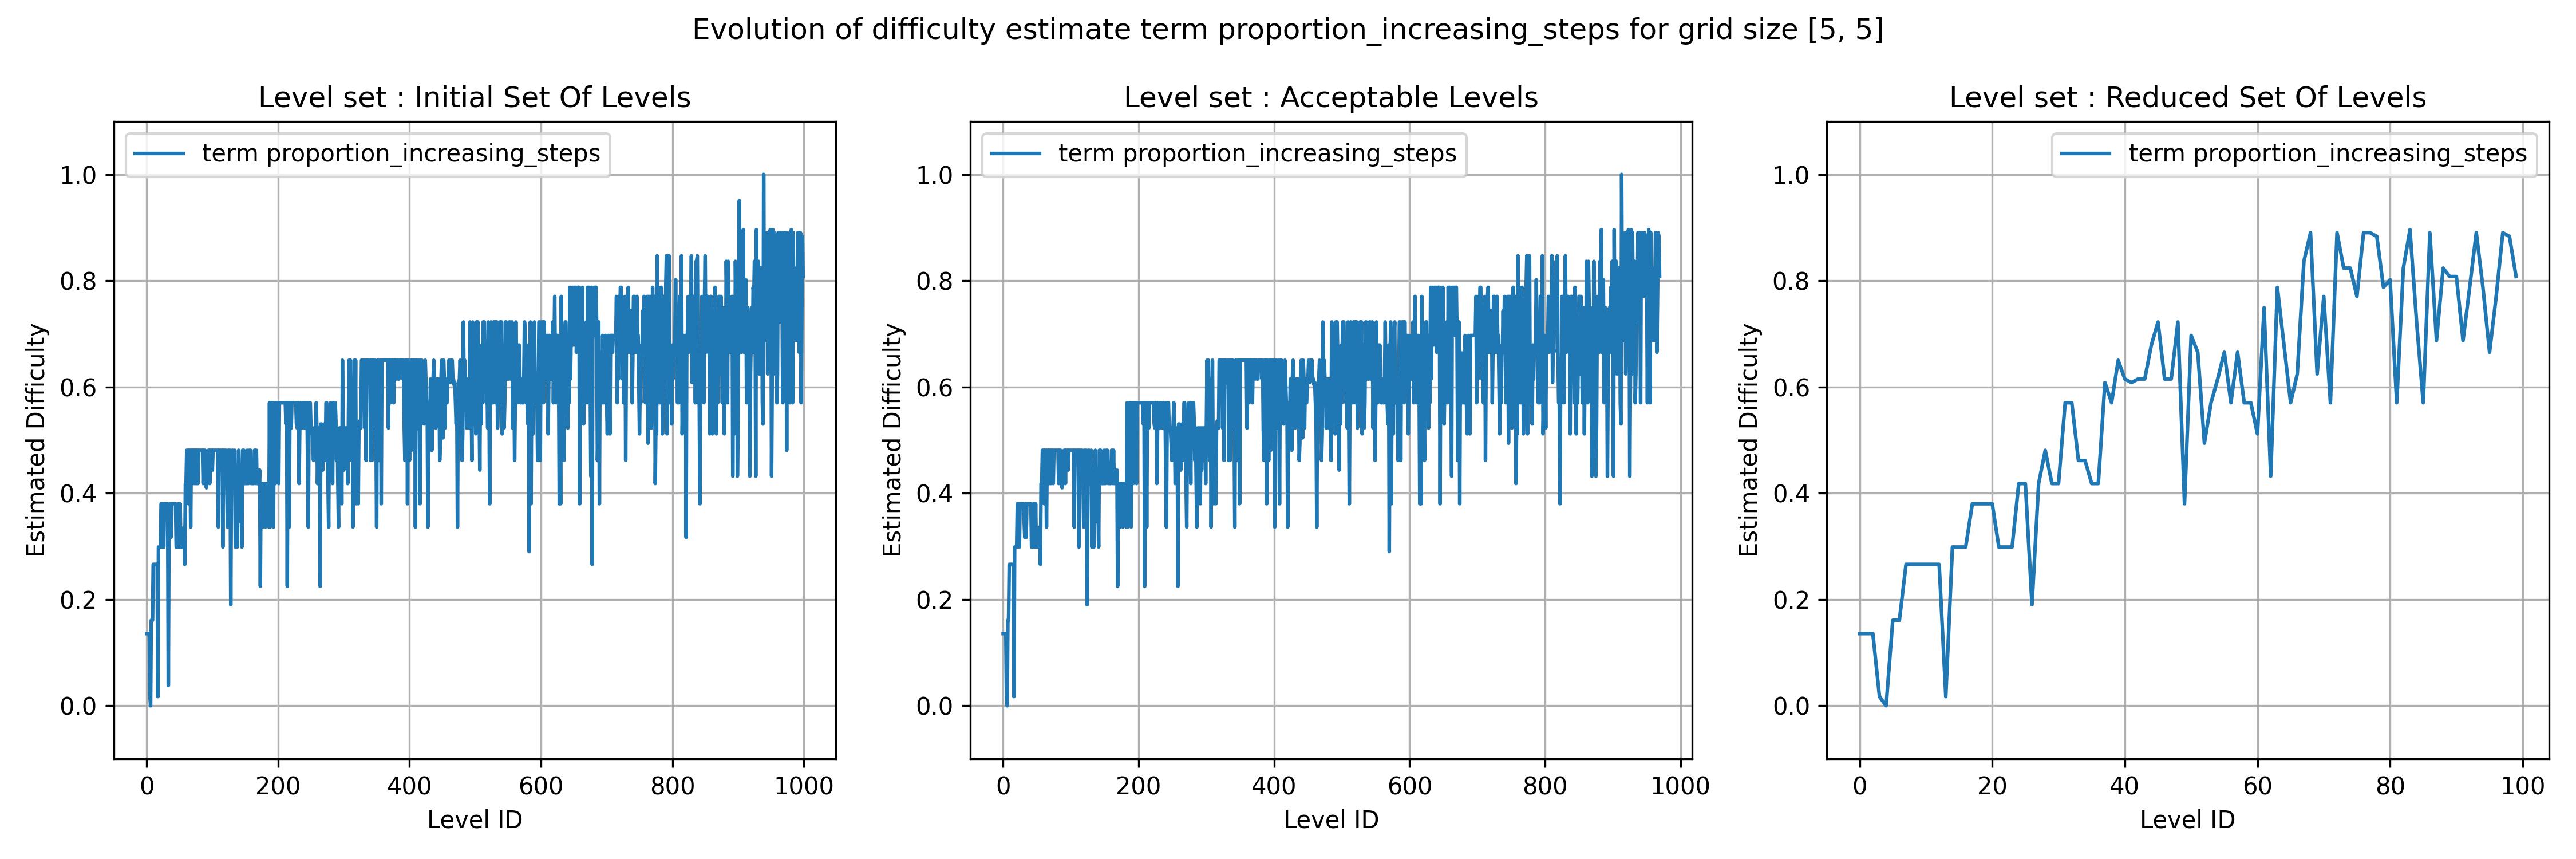 Evolution of difficulty estimate term proportion_increasing_steps for grid size [5, 5]
Level set : Initial Set Of Levels
term proportion_increasing_steps
1.0
0.8
0.6
0.4
0.2
0.0
Estimated Difficulty
0 200 400 600 800 1000
Level ID
Level set : Acceptable Levels
term proportion_increasing_steps
1.0
0.8
0.6
0.4
0.2
0.0
Estimated Difficulty
0 200 400 600 800 1000
Level ID
Level set : Reduced Set Of Levels
term proportion_increasing_steps
1.0
0.8
0.6
0.4
0.2
0.0
Estimated Difficulty
0 20 40 60 80 100
Level ID